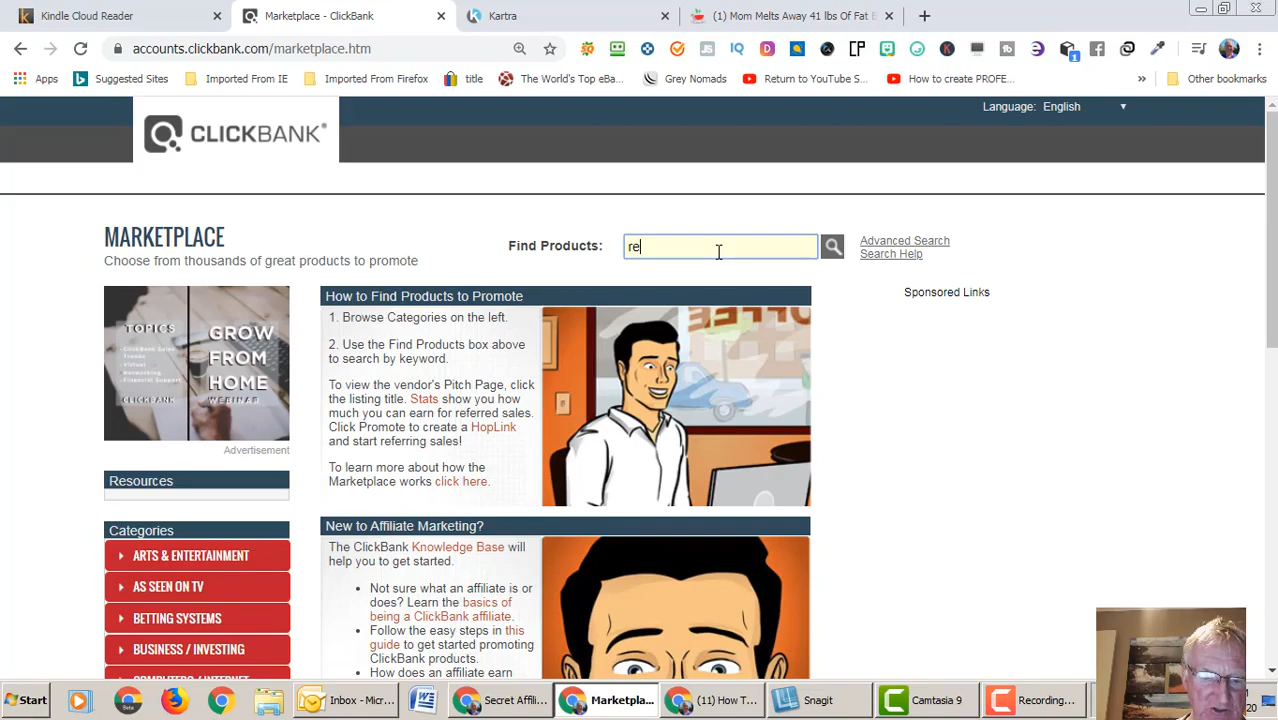 Kindle Cloud Reader
Marketplace - ClickBank
Kartra
(1) Mom Melts Away 41 lbs Of Fat E
accounts.clickbank.com/marketplace.htm
Apps
Suggested Sites
Imported From IE
Imported From Firefox
title
The World's Top eBa...
Grey Nomads
Return to YouTube S...
How to create PROFE...
»
Other bookmarks
Language: English
CLICKBANK®
MARKETPLACE
Choose from thousands of great products to promote
Find Products:
re
Advanced Search
Search Help
Sponsored Links
TOPICS
GROW
FROM
HOME
WEBINAR
CLICKBANK
Advertisement
Resources
Categories
ARTS & ENTERTAINMENT
AS SEEN ON TV
BETTING SYSTEMS
BUSINESS / INVESTING
COMPUTERS / INTERNET
How to Find Products to Promote
1. Browse Categories on the left.
2. Use the Find Products box above
to search by keyword.
To view the vendor's Pitch Page, click
the listing title. Stats show you how
much you can earn for referred sales.
Click Promote to create a HopLink
and start referring sales!
To learn more about how the
Marketplace works click here.
New to Affiliate Marketing?
The ClickBank Knowledge Base will
help you to get started.
• Not sure what an affiliate is or
does? Learn the basics of
being a ClickBank affiliate.
• Follow the easy steps in this
guide to get started promoting
ClickBank products.
• How does an affiliate earn
Start
Inbox - Micr...
Secret Affili...
Marketpla...
(11) How T...
Snagit
Camtasia 9
Recording...